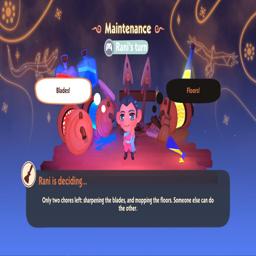 Maintenance
Rani's turn
Blades!
Floors!
Rani is deciding...
Only two chores left: sharpening the blades, and mopping the floors. Someone else can do
the other.